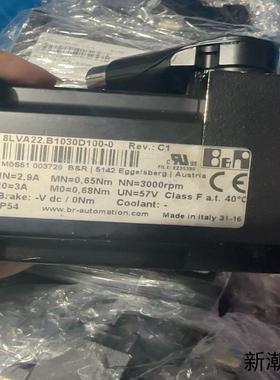 8LVA22.B1030D100-0 Rev.: C1
B&R | 5142 Eggelsberg | Austria
IN=2,9A MN=0,65Nm NN=3000rpm
I0=3A M0=0,68Nm UN=57V Class F a.t. 40°C
Brake: -V dc / 0Nm Coolant: -
IP54 www.br-automation.com Made in Italy 31-16
新潮